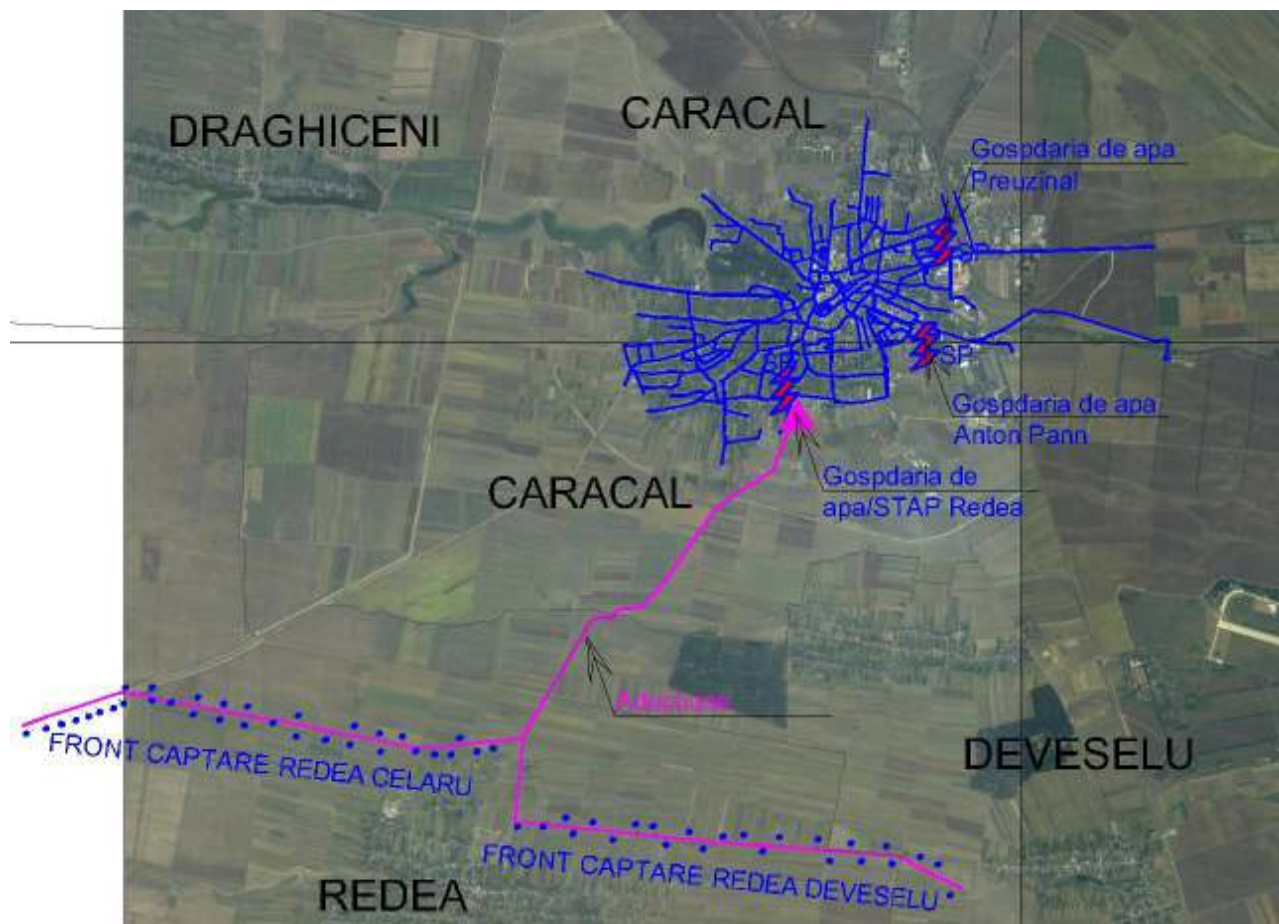 CARACAL
DRAGHICENI
Gospdaria de apa
Preuzinal
SP
SP
Gospdaria de apa
Anton Pann
Gospdaria de
apa/STAP Redea
CARACAL
Aductiune
DEVESELU
FRONT CAPTARE REDEA CELARU
FRONT CAPTARE REDEA DEVESELU
REDEA